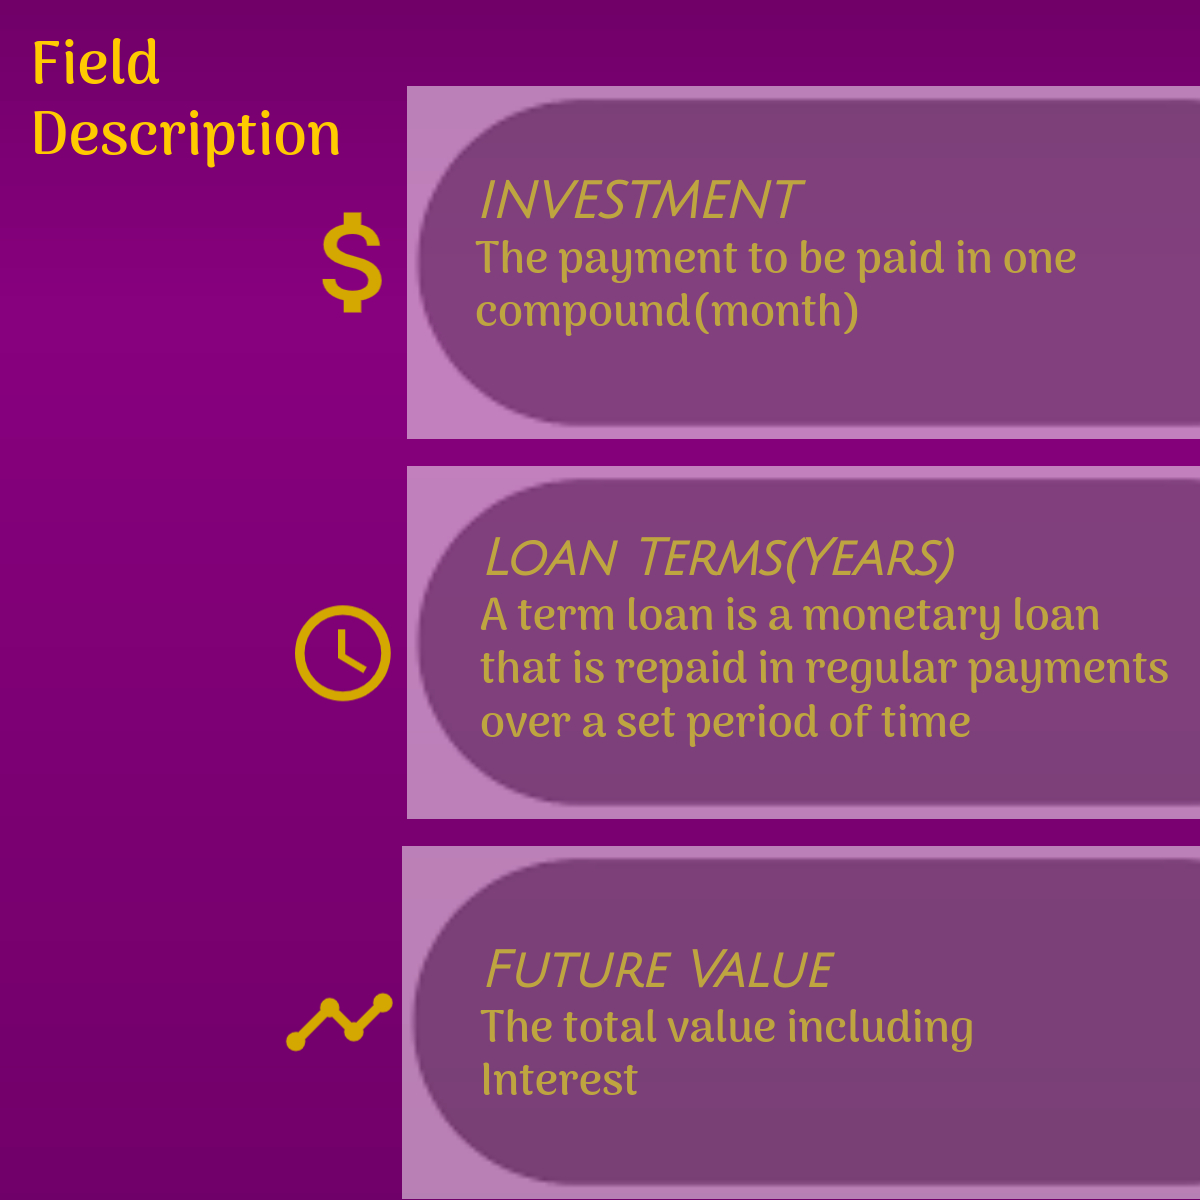 Field
Description
INVESTMENT
The payment to be paid in one
compound(month)
LOAN TERMS(YEARS)
A term loan is a monetary loan
that is repaid in regular payments
over a set period of time
FUTURE VALUE
The total value including
Interest